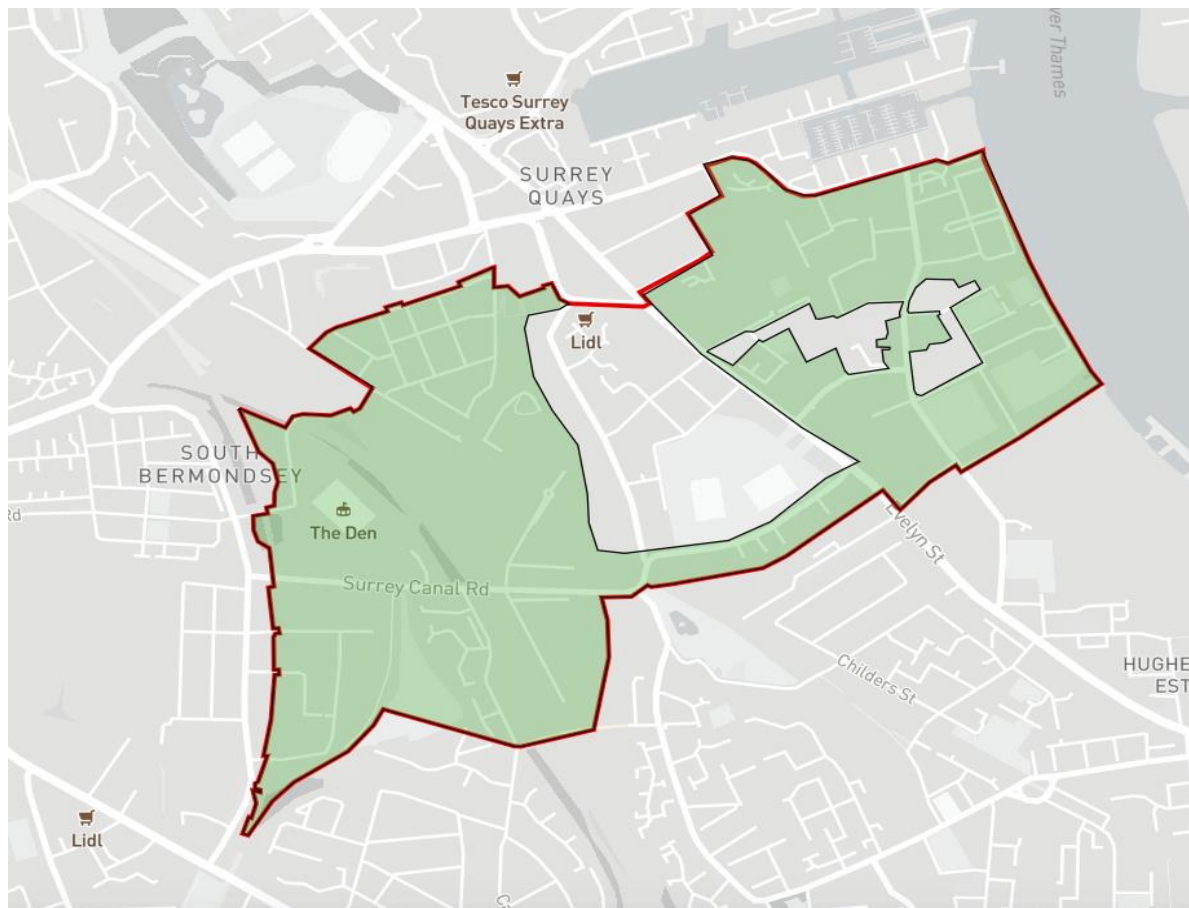 ver Thames
Tesco Surrey
Quays Extra
SURREY
QUAYS
Lidl
SOUTH
BERMONDSEY
Rd
The Den
Evelyn St
Surrey Canal Rd
Childers St
HUGHE
EST
Lidl